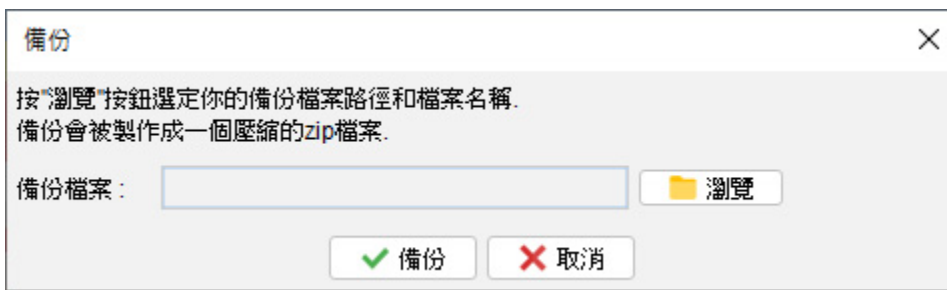 備份
按"瀏覽"按鈕選定你的備份檔案路徑和檔案名稱.
備份會被製作成一個壓縮的zip檔案.
備份檔案 : 瀏覽
備份 取消